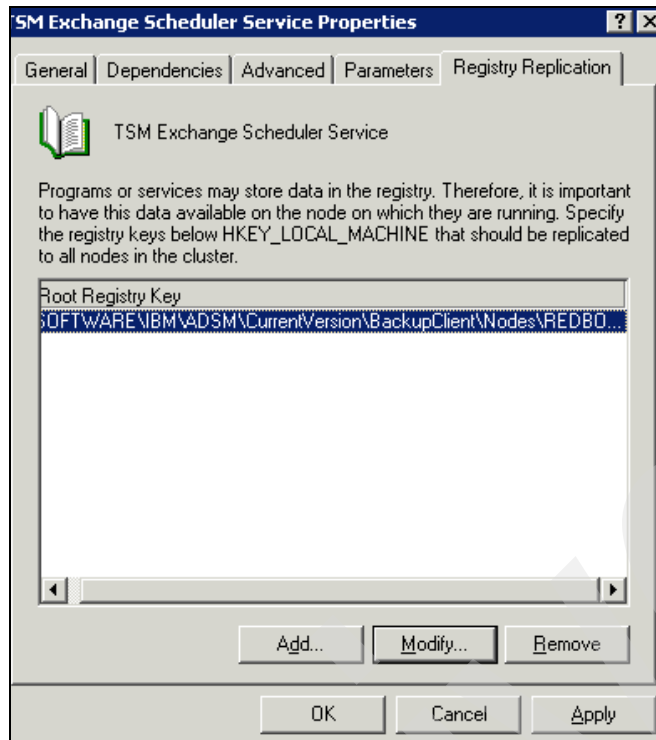 TSM Exchange Scheduler Service Properties
General Dependencies Advanced Parameters Registry Replication
TSM Exchange Scheduler Service
Programs or services may store data in the registry. Therefore, it is important
to have this data available on the node on which they are running. Specify
the registry keys below HKEY_LOCAL_MACHINE that should be replicated
to all nodes in the cluster.
Root Registry Key
SOFTWARE\IBM\ADSM\CurrentVersion\BackupClient\Nodes\REDBO...
Add... Modify... Remove
OK Cancel Apply